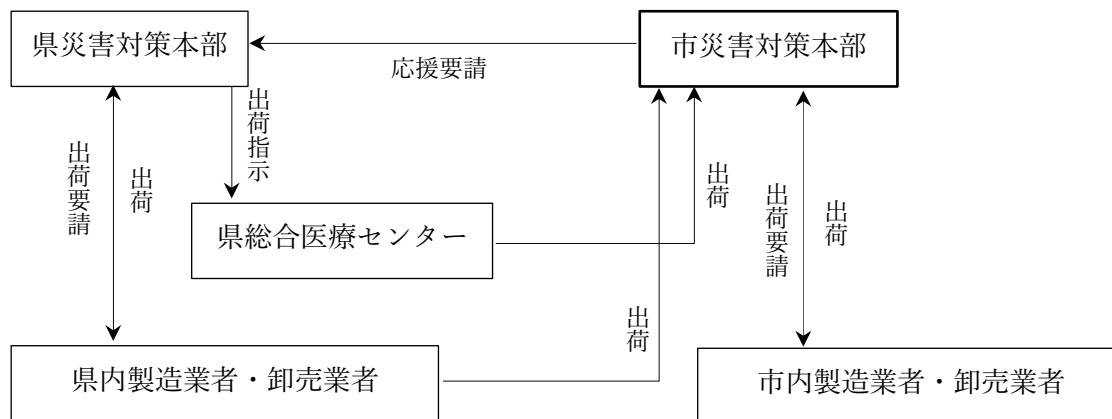 県災害対策本部
市災害対策本部
応援要請
出荷指示
出荷要請
出荷
県総合医療センター
出荷
出荷要請
出荷
出荷
県内製造業者・卸売業者
市内製造業者・卸売業者